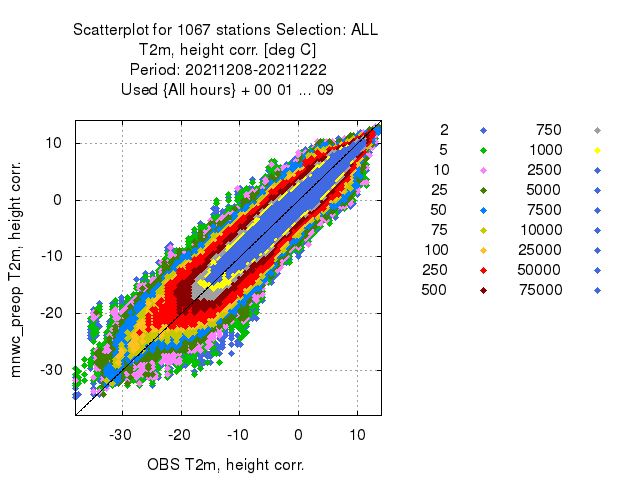 Scatterplot for 1067 stations Selection: ALL
T2m, height corr. [deg C]
Period: 20211208-20211222
Used {All hours} + 00 01 ... 09
mnwc_preop T2m, height corr.
10
0
-10
-20
-30
-30 -20 -10 0 10
OBS T2m, height corr.
2 750
5 1000
10 2500
25 5000
50 7500
75 10000
100 25000
250 50000
500 75000